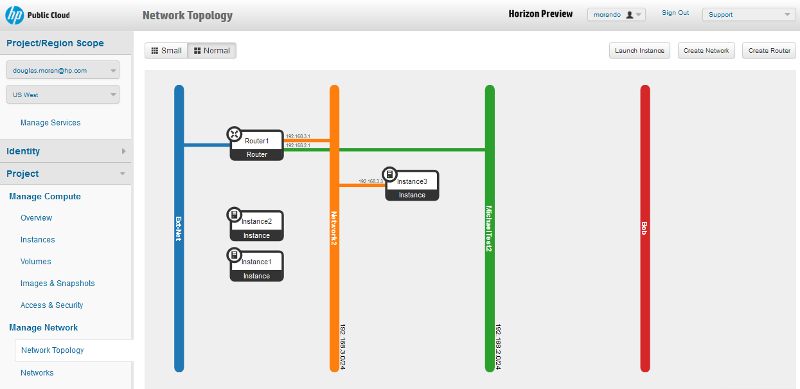 hp Public Cloud
Network Topology
Horizon Preview
morando
Sign Out
Support
Project/Region Scope
douglas.moran@hp.com
US West
Manage Services
Identity
Project
Manage Compute
Overview
Instances
Volumes
Images & Snapshots
Access & Security
Manage Network
Network Topology
Networks
Small
Normal
Launch Instance
Create Network
Create Router
Ext-Net
Router1
Router
192.168.3.1
192.168.2.1
Instance2
Instance
Instance1
Instance
Network2
192.168.3.0/24
Instance3
Instance
MichaelTest2
192.168.2.0/24
Bob